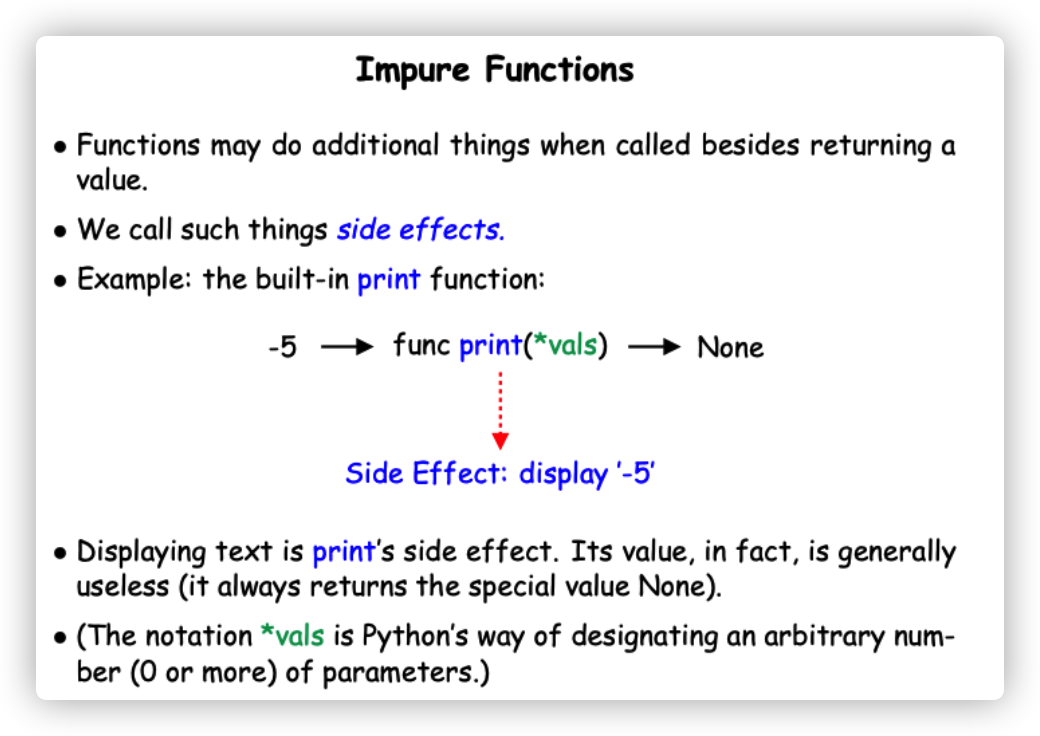 Impure Functions
• Functions may do additional things when called besides returning a
value.
• We call such things side effects.
• Example: the built-in print function:
-5 → func print(*vals) → None
Side Effect: display '-5'
• Displaying text is print's side effect. Its value, in fact, is generally
useless (it always returns the special value None).
• (The notation *vals is Python's way of designating an arbitrary num-
ber (0 or more) of parameters.)